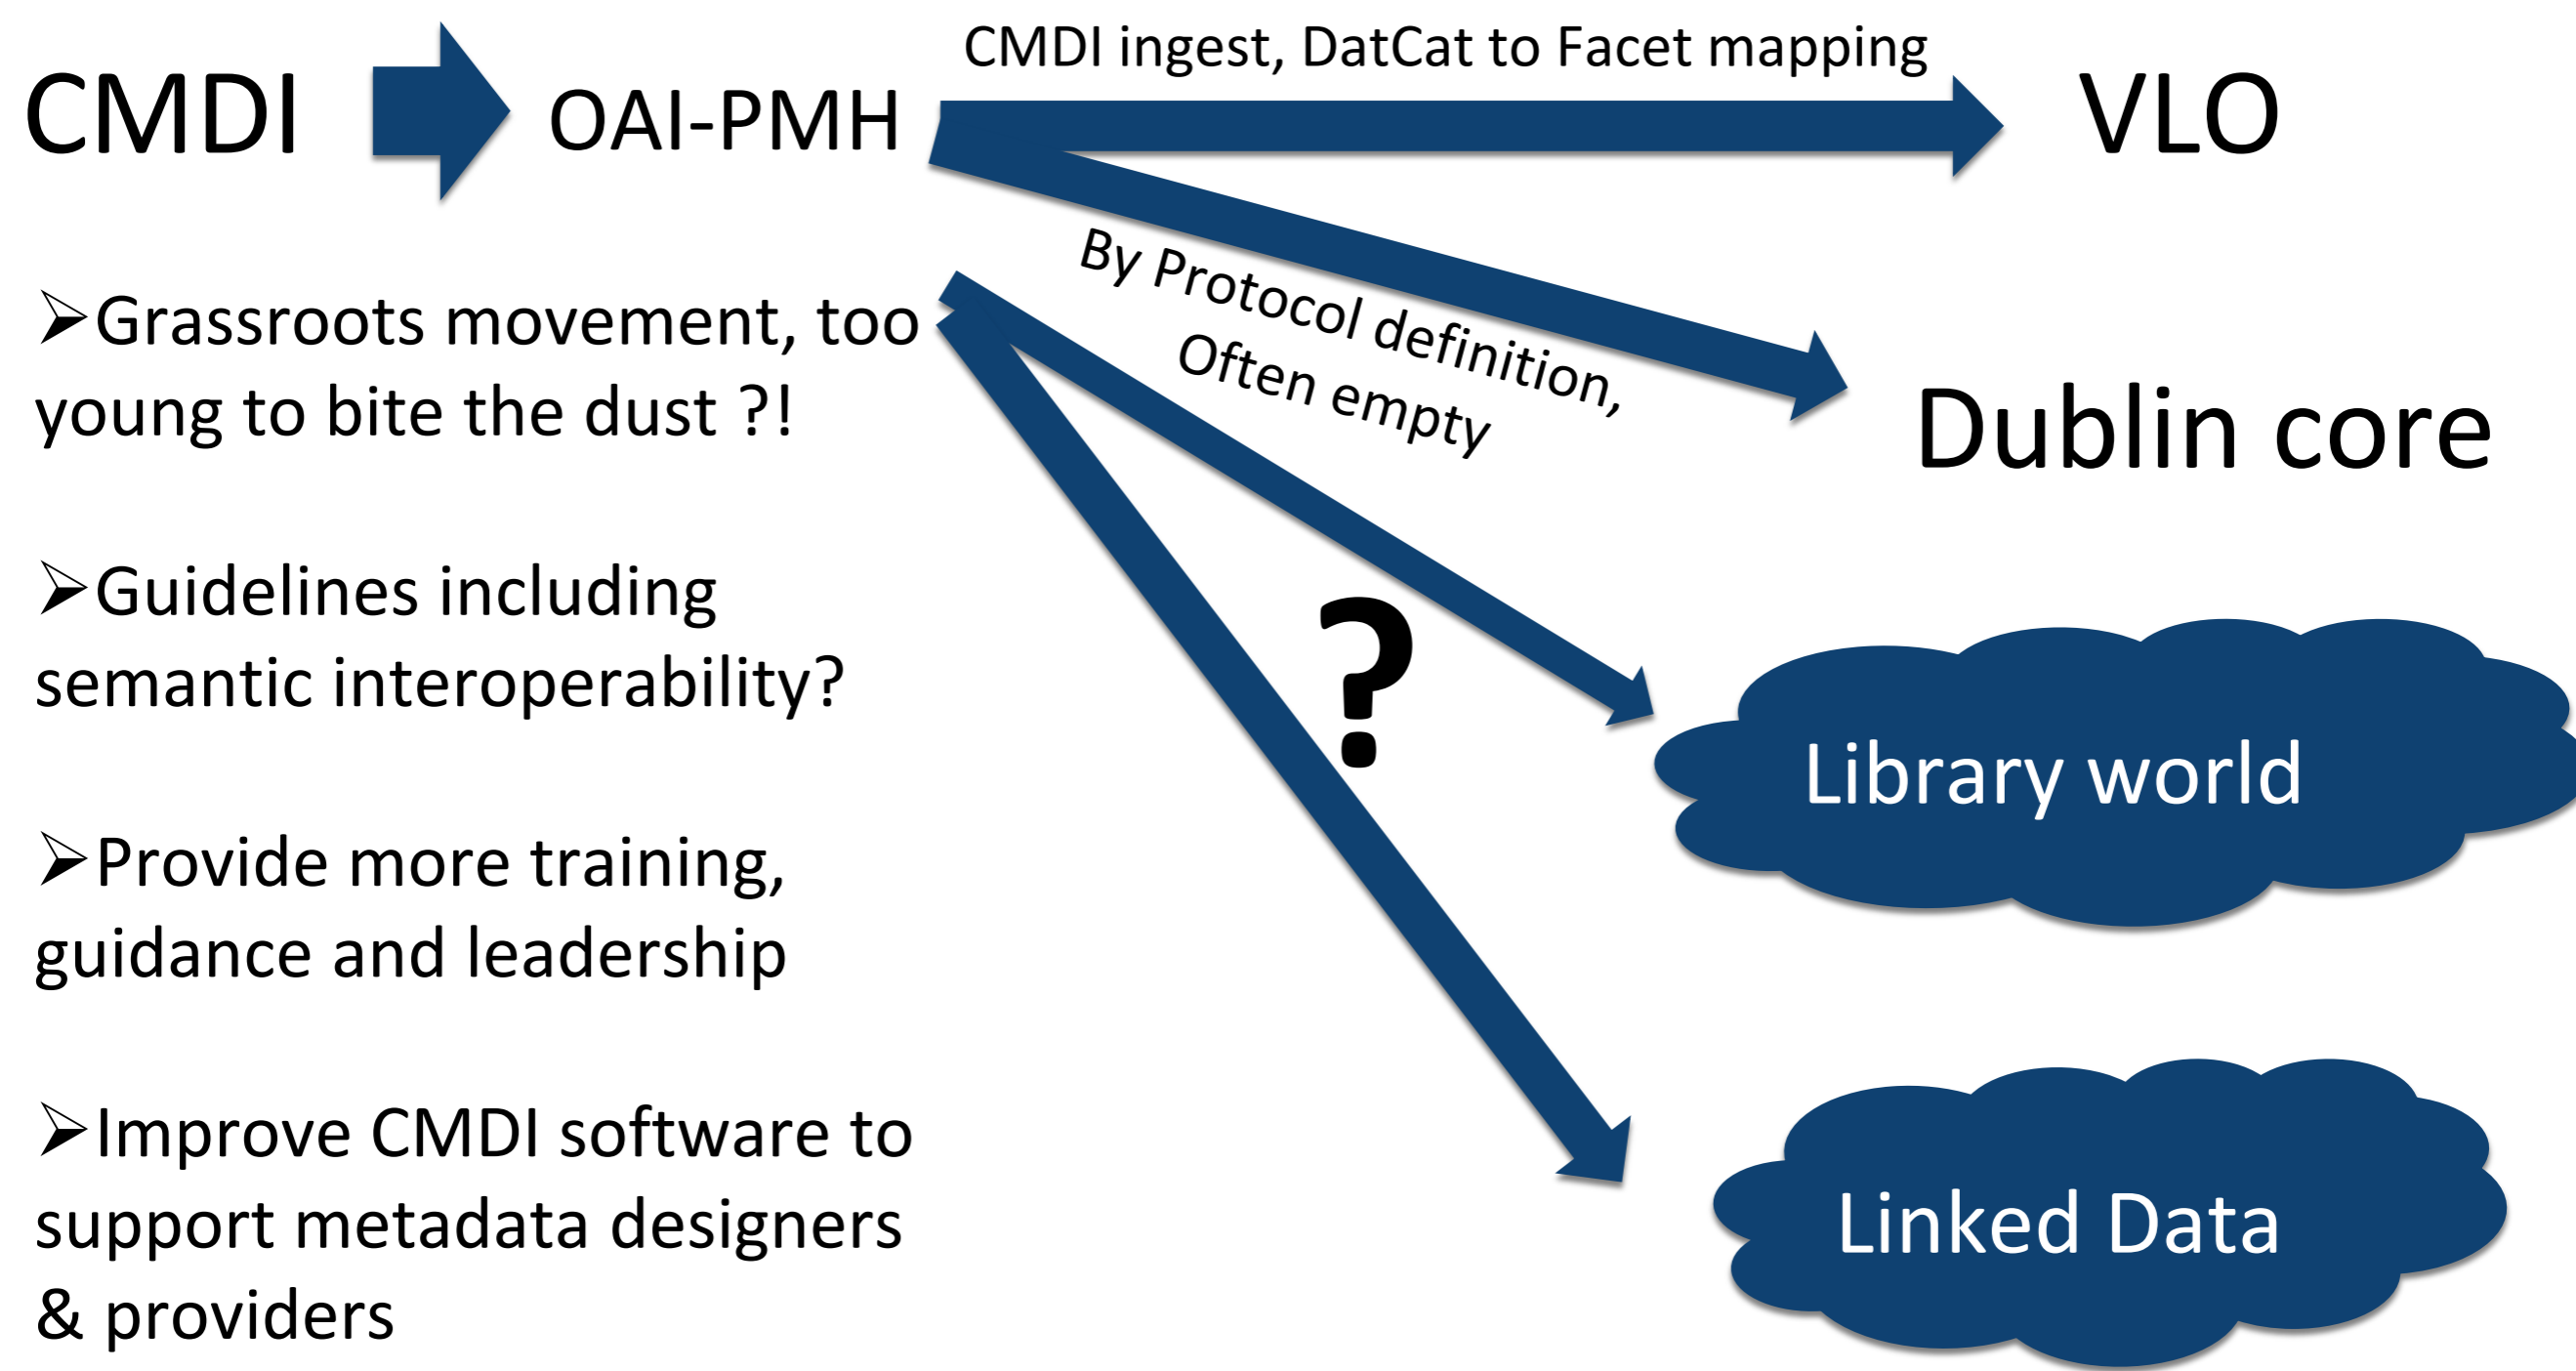 CMDI
OAI-PMH
CMDI ingest, DatCat to Facet mapping
VLO
By Protocol definition,
Often empty
Dublin core
➢Grassroots movement, too
young to bite the dust ?!
➢Guidelines including
semantic interoperability?
➢Provide more training,
guidance and leadership
➢Improve CMDI software to
support metadata designers
& providers
?
Library world
Linked Data